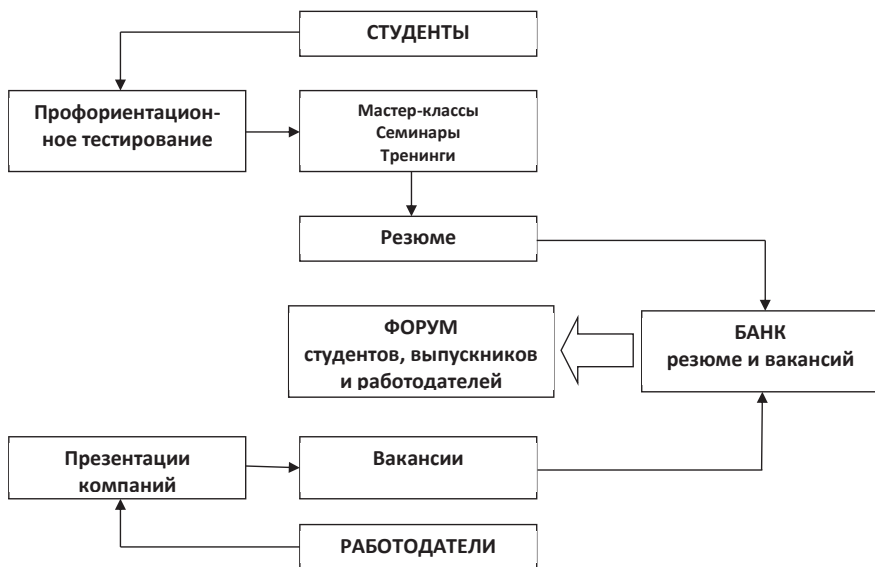 СТУДЕНТЫ
Профориентацион-
ное тестирование
Мастер-классы
Семинары
Тренинги
Резюме
ФОРУМ
студентов, выпускников
и работодателей
БАНК
резюме и вакансий
Презентации
компаний
Вакансии
РАБОТОДАТЕЛИ